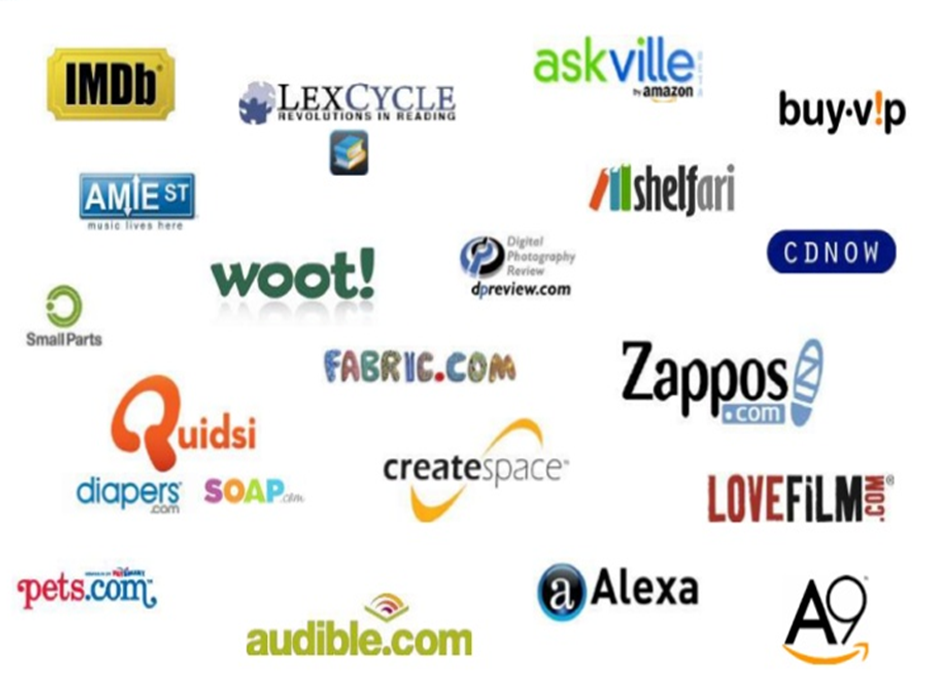 IMDb
LEXCYCLE
REVOLUTIONS IN READING
askville
by amazon
buy·v!p
AMIE ST
music lives here
shelfari
woot!
Digital
Photography
Review
dpreview.com
CDNOW
SmallParts
FABRIC.COM
Zappos
.com
Quidsi
diapers
.com
SOAP.com
createspace™
LOVEFiLM.COM®
pets.com™
audible.com
a Alexa
A9